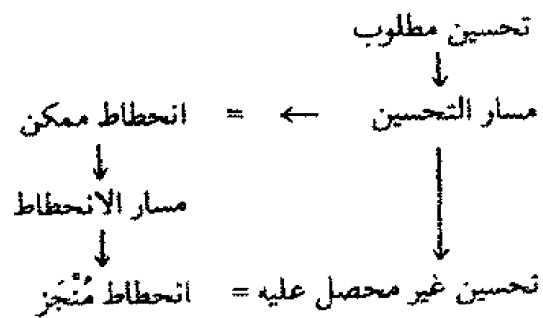 تحسين مطلوب
↓
مسار التحسين ← = انحطاط ممكن
↓ ↓
مسار الانحطاط
↓
تحسين غير محصل عليه = انحطاط مُنْجَز